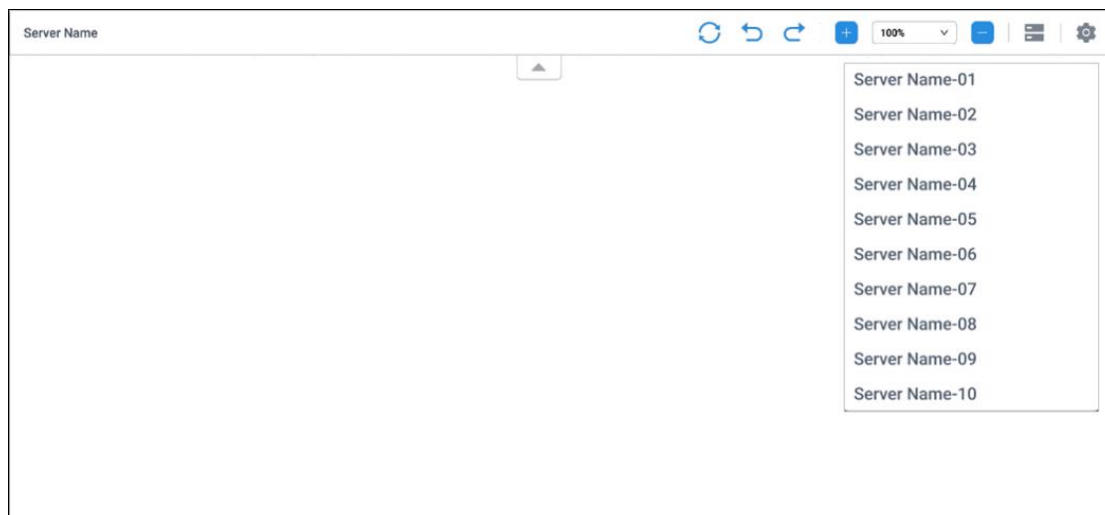 Server Name
100%
Server Name-01
Server Name-02
Server Name-03
Server Name-04
Server Name-05
Server Name-06
Server Name-07
Server Name-08
Server Name-09
Server Name-10